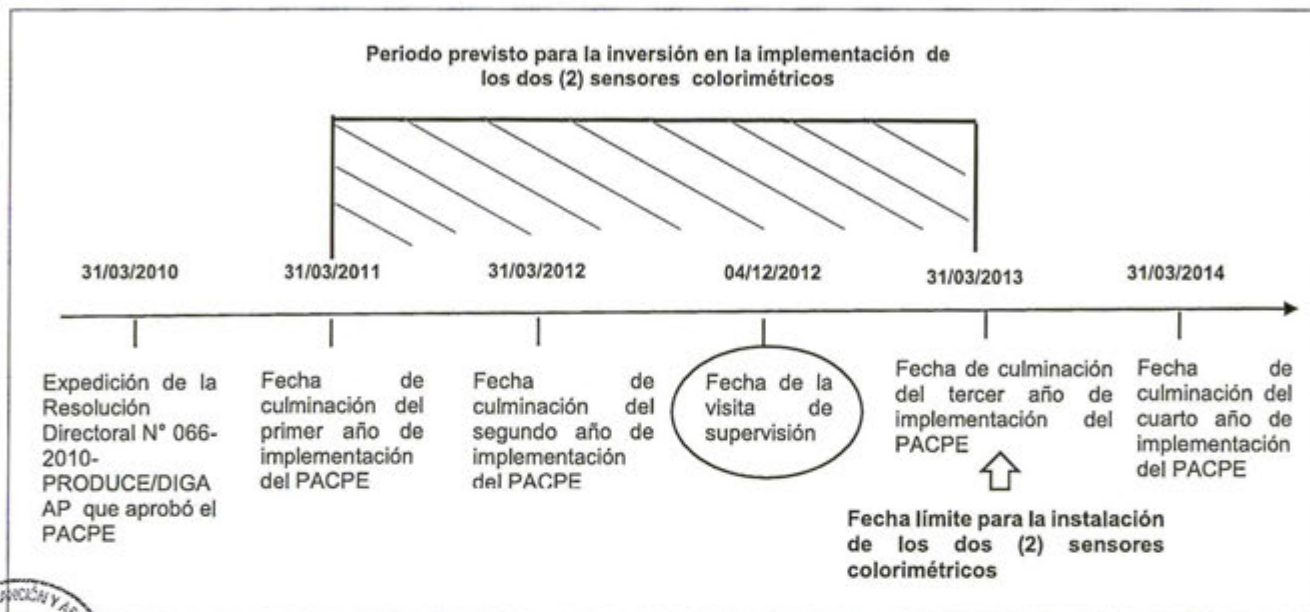 Periodo previsto para la inversión en la implementación de
los dos (2) sensores colorimétricos
31/03/2010
31/03/2011
31/03/2012
04/12/2012
31/03/2013
31/03/2014
Expedición de la
Resolución
Directoral N° 066-
2010-
PRODUCE/DIGA
AP que aprobó el
PACPE
Fecha de
culminación del
primer año de
implementación
del PACPE
Fecha de
culminación del
segundo año de
implementación
del PACPE
Fecha de la
visita de
supervisión
Fecha de culminación
del tercer año de
implementación del
PACPE
Fecha de
culminación del
cuarto año de
implementación
del PACPE
Fecha límite para la instalación
de los dos (2) sensores
colorimétricos